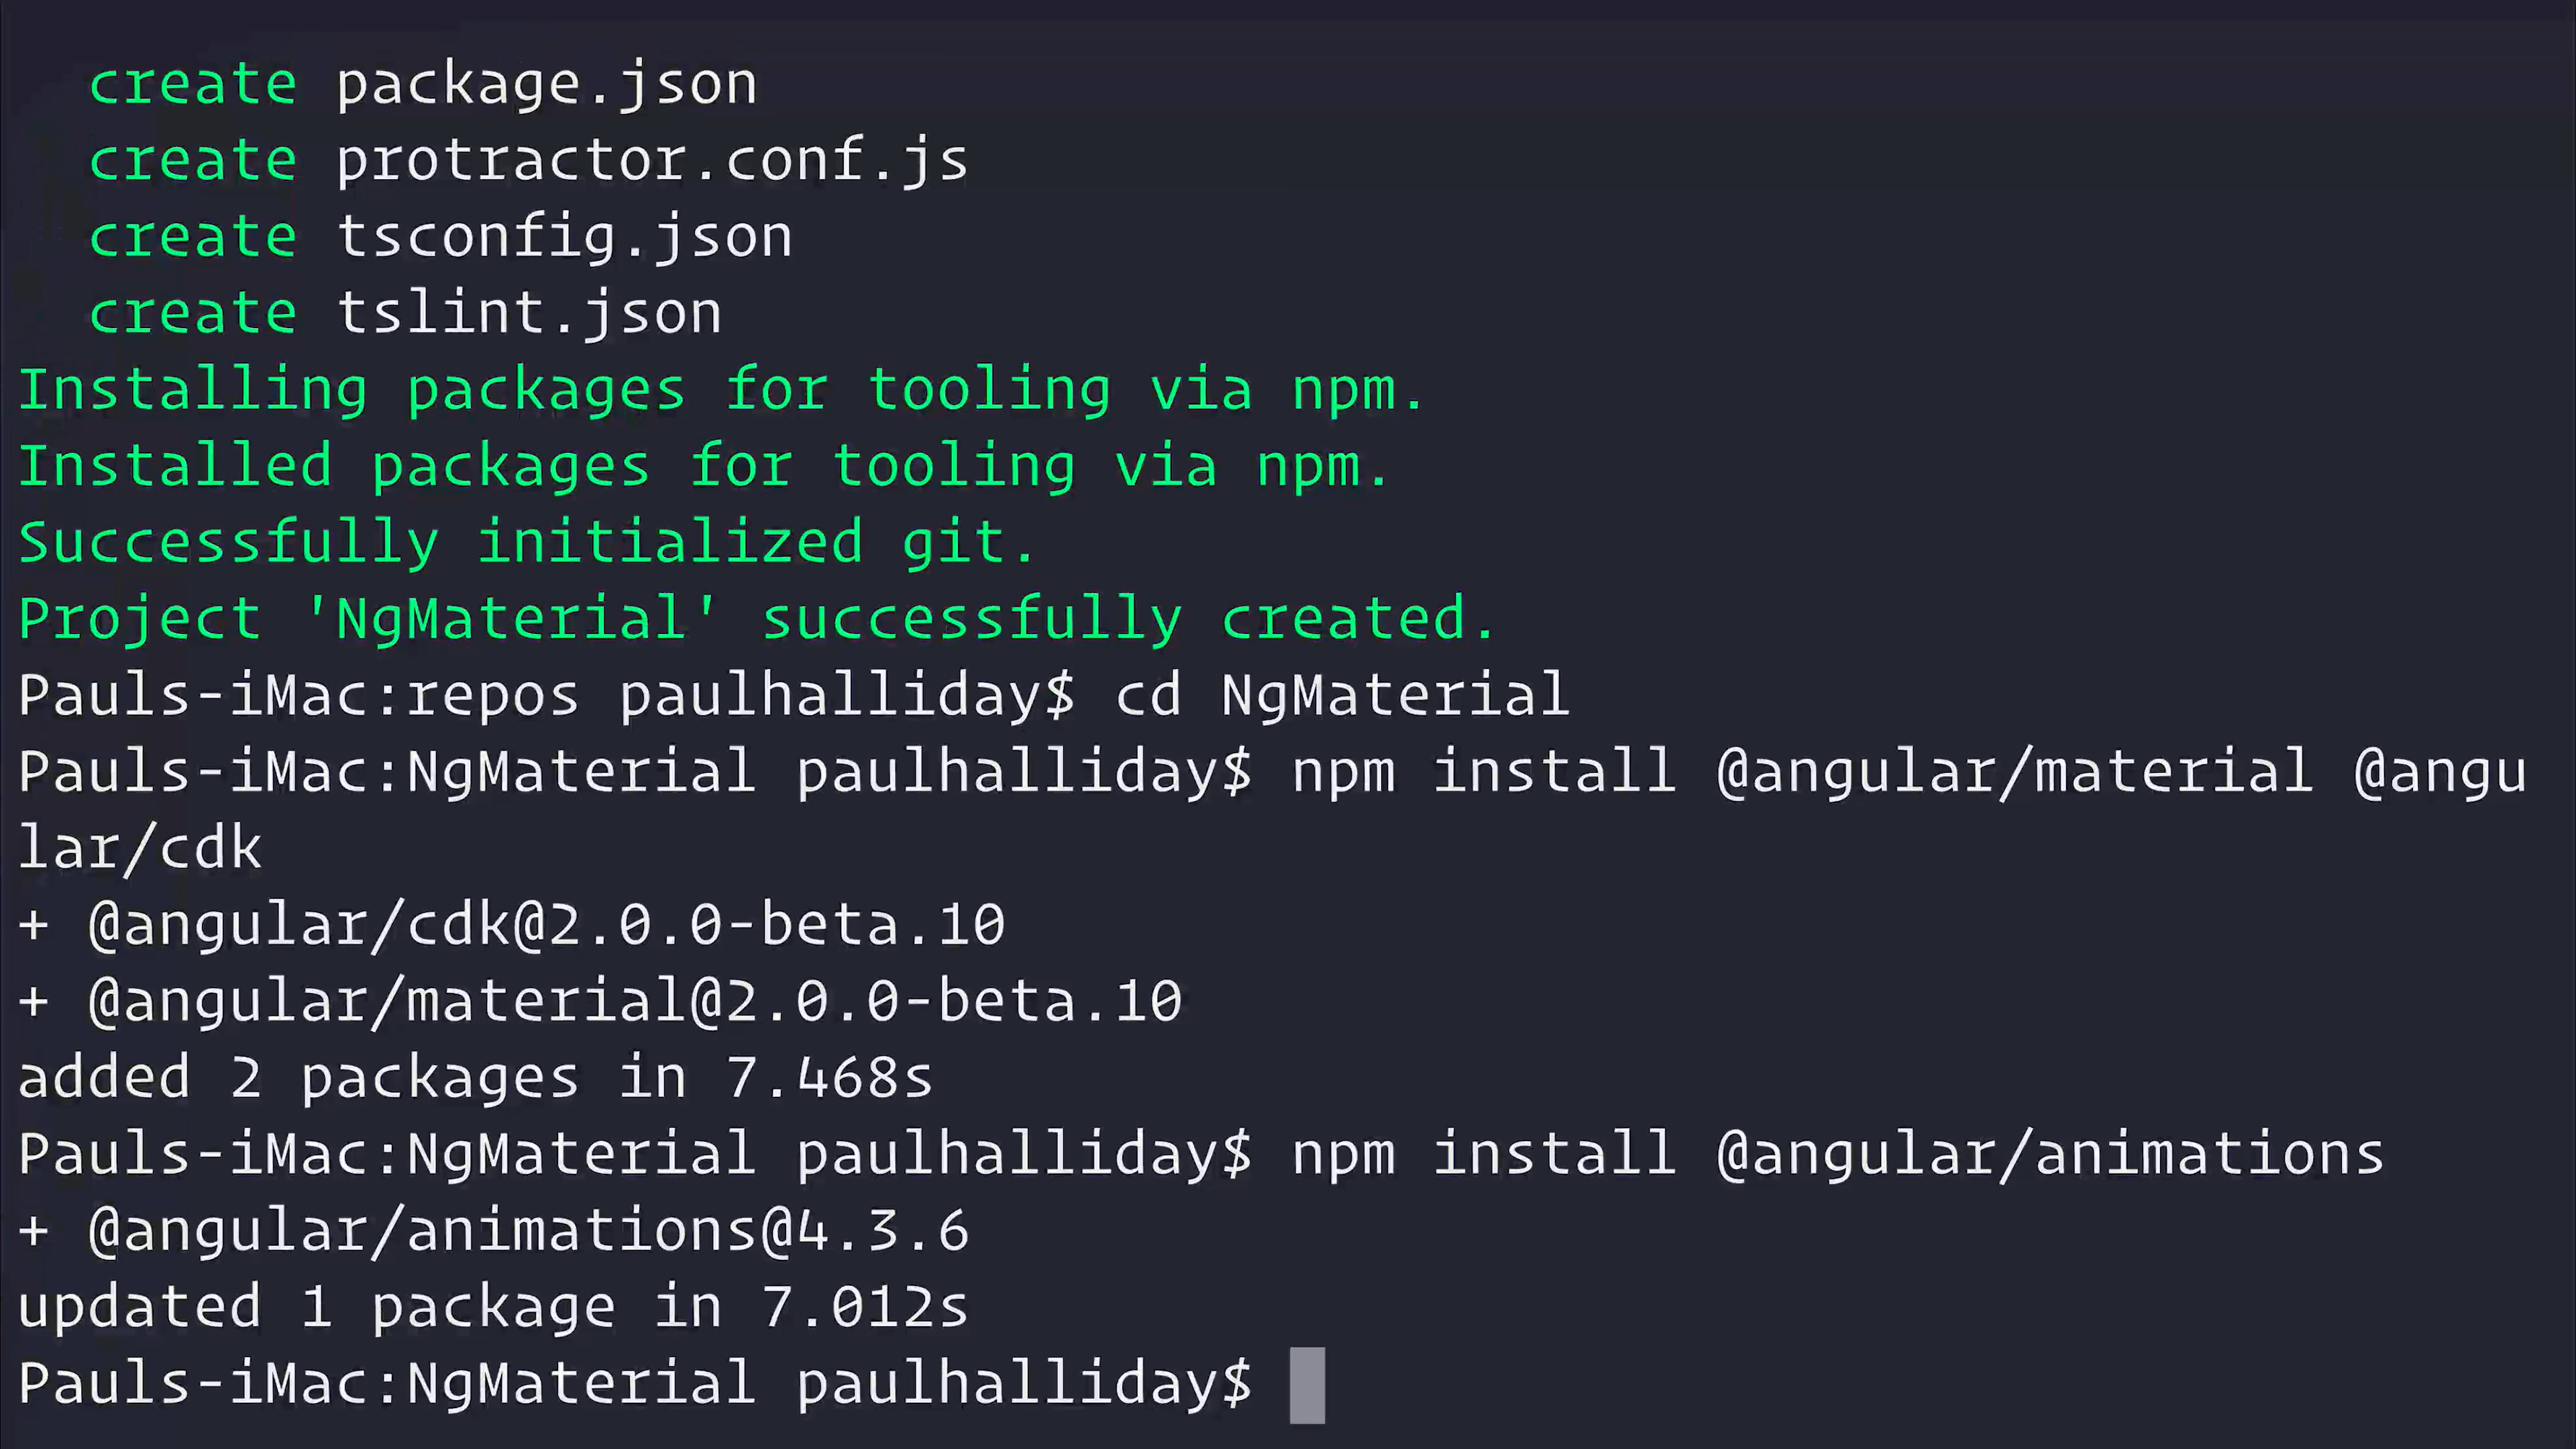 create package.json
create protractor.conf.js
create tsconfig.json
create tslint.json
Installing packages for tooling via npm.
Installed packages for tooling via npm.
Successfully initialized git.
Project 'NgMaterial' successfully created.
Pauls-iMac:repos paulhalliday$ cd NgMaterial
Pauls-iMac:NgMaterial paulhalliday$ npm install @angular/material @angu
lar/cdk
+ @angular/cdk@2.0.0-beta.10
+ @angular/material@2.0.0-beta.10
added 2 packages in 7.468s
Pauls-iMac:NgMaterial paulhalliday$ npm install @angular/animations
+ @angular/animations@4.3.6
updated 1 package in 7.012s
Pauls-iMac:NgMaterial paulhalliday$